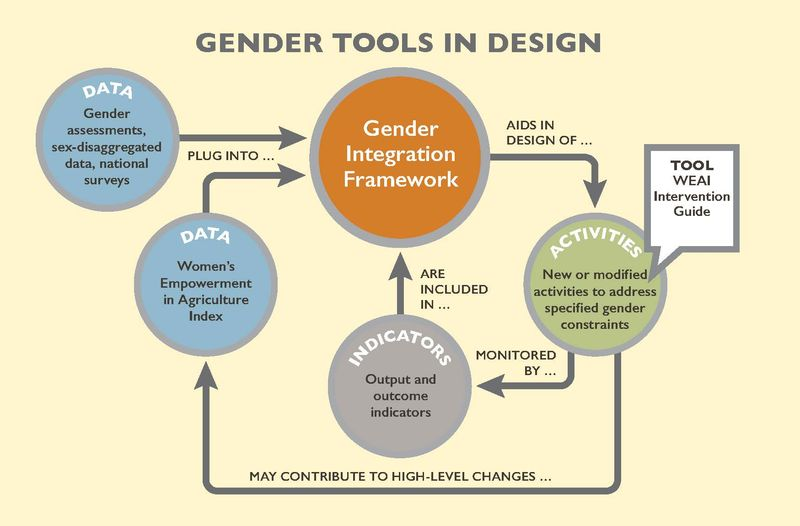 GENDER TOOLS IN DESIGN
DATA
Gender
assessments,
sex-disaggregated
data, national
surveys
PLUG INTO ...
Gender
Integration
Framework
AIDS IN
DESIGN OF ...
TOOL
WEAI
Intervention
Guide
DATA
Women's
Empowerment
in Agriculture
Index
ARE
INCLUDED
IN ...
ACTIVITIES
New or modified
activities to address
specified gender
constraints
INDICATORS
Output and
outcome
indicators
MONITORED
BY ...
MAY CONTRIBUTE TO HIGH-LEVEL CHANGES ...